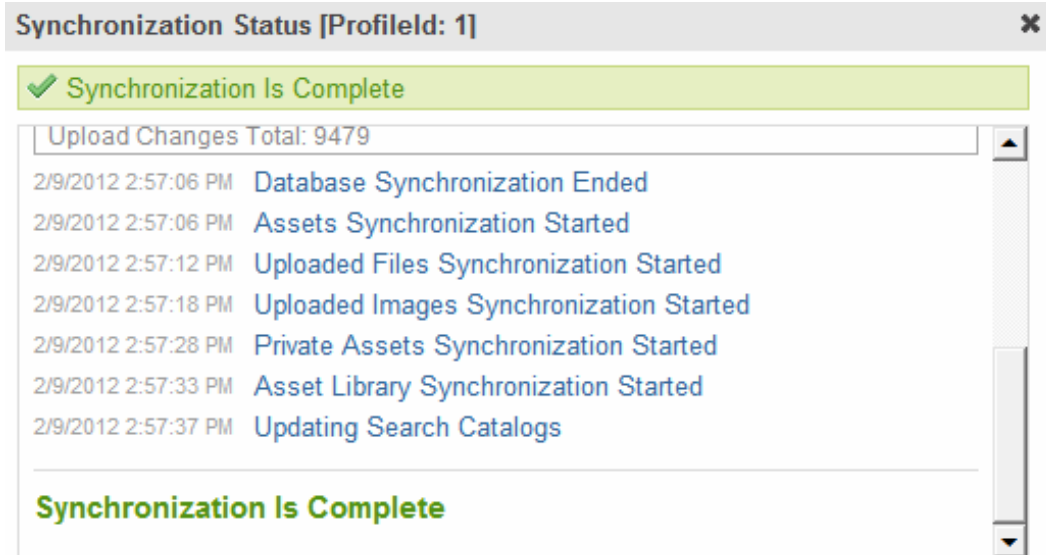 Synchronization Status [ProfileId: 1]
Synchronization Is Complete
Upload Changes Total: 9479
2/9/2012 2:57:06 PM Database Synchronization Ended
2/9/2012 2:57:06 PM Assets Synchronization Started
2/9/2012 2:57:12 PM Uploaded Files Synchronization Started
2/9/2012 2:57:18 PM Uploaded Images Synchronization Started
2/9/2012 2:57:28 PM Private Assets Synchronization Started
2/9/2012 2:57:33 PM Asset Library Synchronization Started
2/9/2012 2:57:37 PM Updating Search Catalogs
Synchronization Is Complete